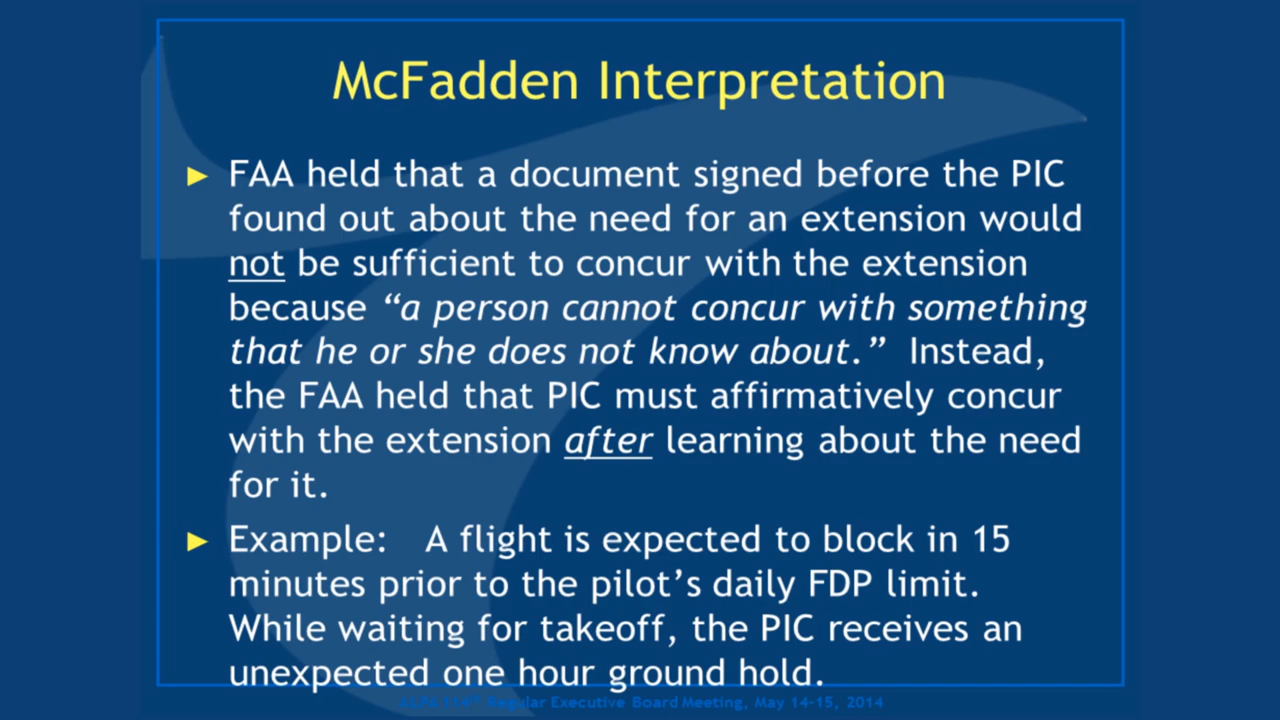 McFadden Interpretation
► FAA held that a document signed before the PIC
found out about the need for an extension would
not be sufficient to concur with the extension
because “a person cannot concur with something
that he or she does not know about.” Instead,
the FAA held that PIC must affirmatively concur
with the extension after learning about the need
for it.
► Example: A flight is expected to block in 15
minutes prior to the pilot’s daily FDP limit.
While waiting for takeoff, the PIC receives an
unexpected one hour ground hold.
Regular Executive Board Meeting, May 14-15, 2014